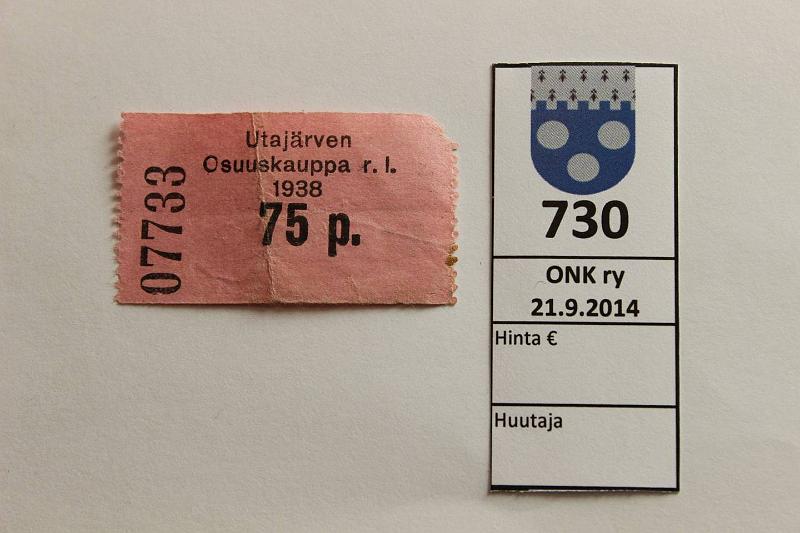 07733
Utajärven
Osuuskauppa r. l.
1938
75 p.
730
ONK ry
21.9.2014
Hinta €
Huutaja